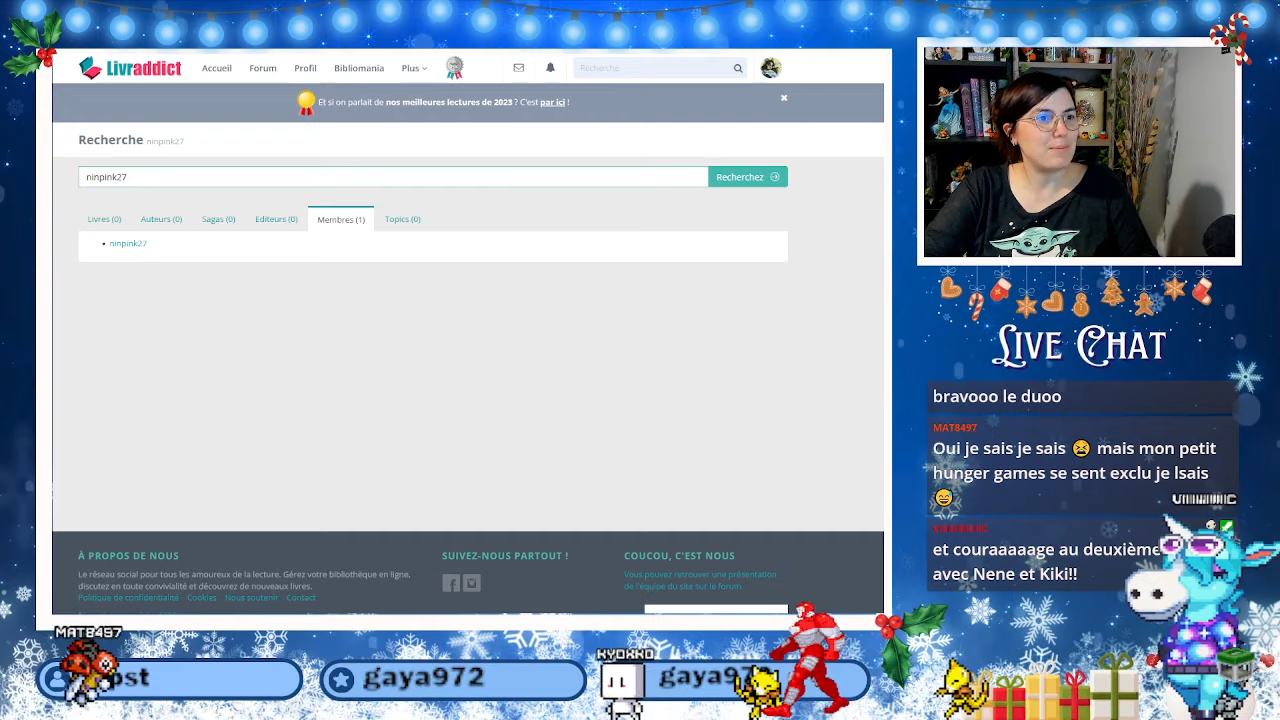 Livraddict
Accueil Forum Profil Bibliomania Plus
Recherche
Et si on parlait de nos meilleures lectures de 2023 ? C'est par ici !
Recherche ninpink27
ninpink27
Recherchez
Livres (0) Auteurs (0) Sagas (0) Editeurs (0) Membres (1) Topics (0)
ninpink27
À PROPOS DE NOUS
Le réseau social pour tous les amoureux de la lecture. Gérez votre bibliothèque en ligne,
discutez en toute convivialité et découvrez de nouveaux livres.
Politique de confidentialité Cookies Nous soutenir Contact
SUIVEZ-NOUS PARTOUT !
COUCOU, C'EST NOUS
Vous pouvez retrouver une présentation
de l'équipe du site sur le forum
LIVE CHAT
bravooo le duoo
MAT8497
Oui je sais je sais 😫 mais mon petit
hunger games se sent exclu je lsais
😅
et couraaaage au deuxième
avec Nene et Kiki!!
MAT8497
gaya972
KYOKKO